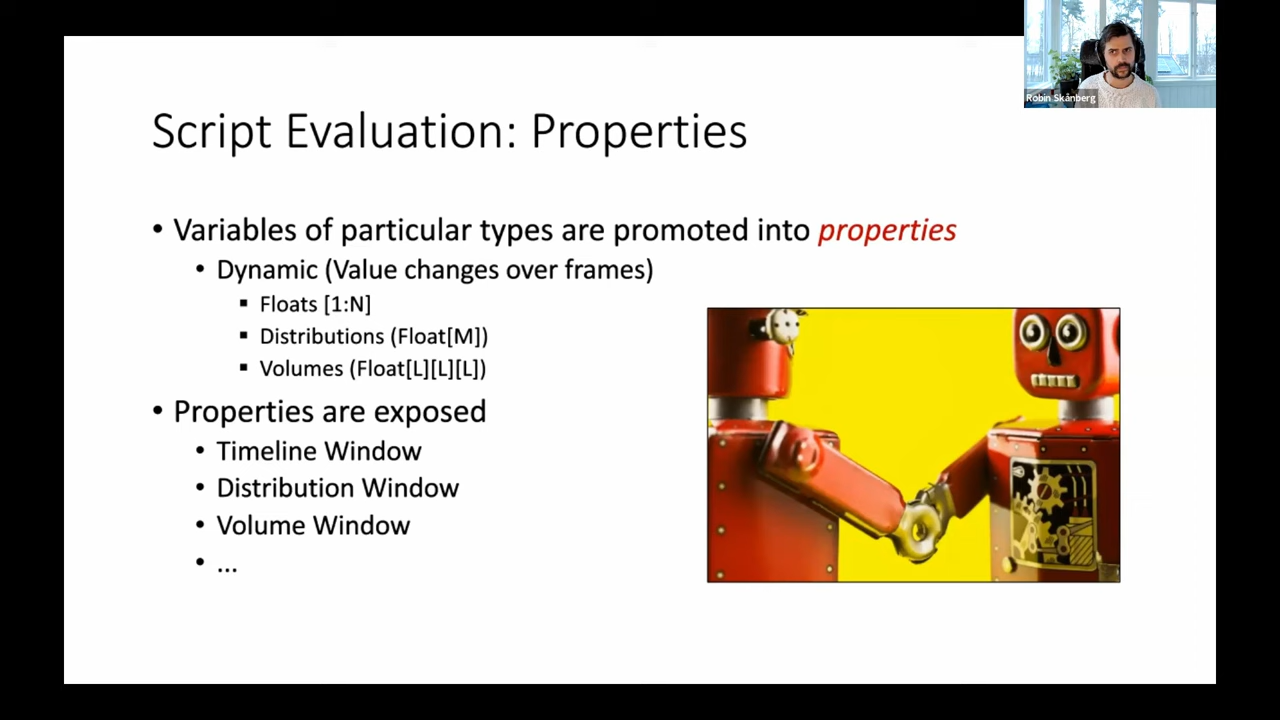 Robin Skånberg
Script Evaluation: Properties
• Variables of particular types are promoted into properties
• Dynamic (Value changes over frames)
▪ Floats [1:N]
▪ Distributions (Float[M])
▪ Volumes (Float[L][L][L])
• Properties are exposed
• Timeline Window
• Distribution Window
• Volume Window
• ...